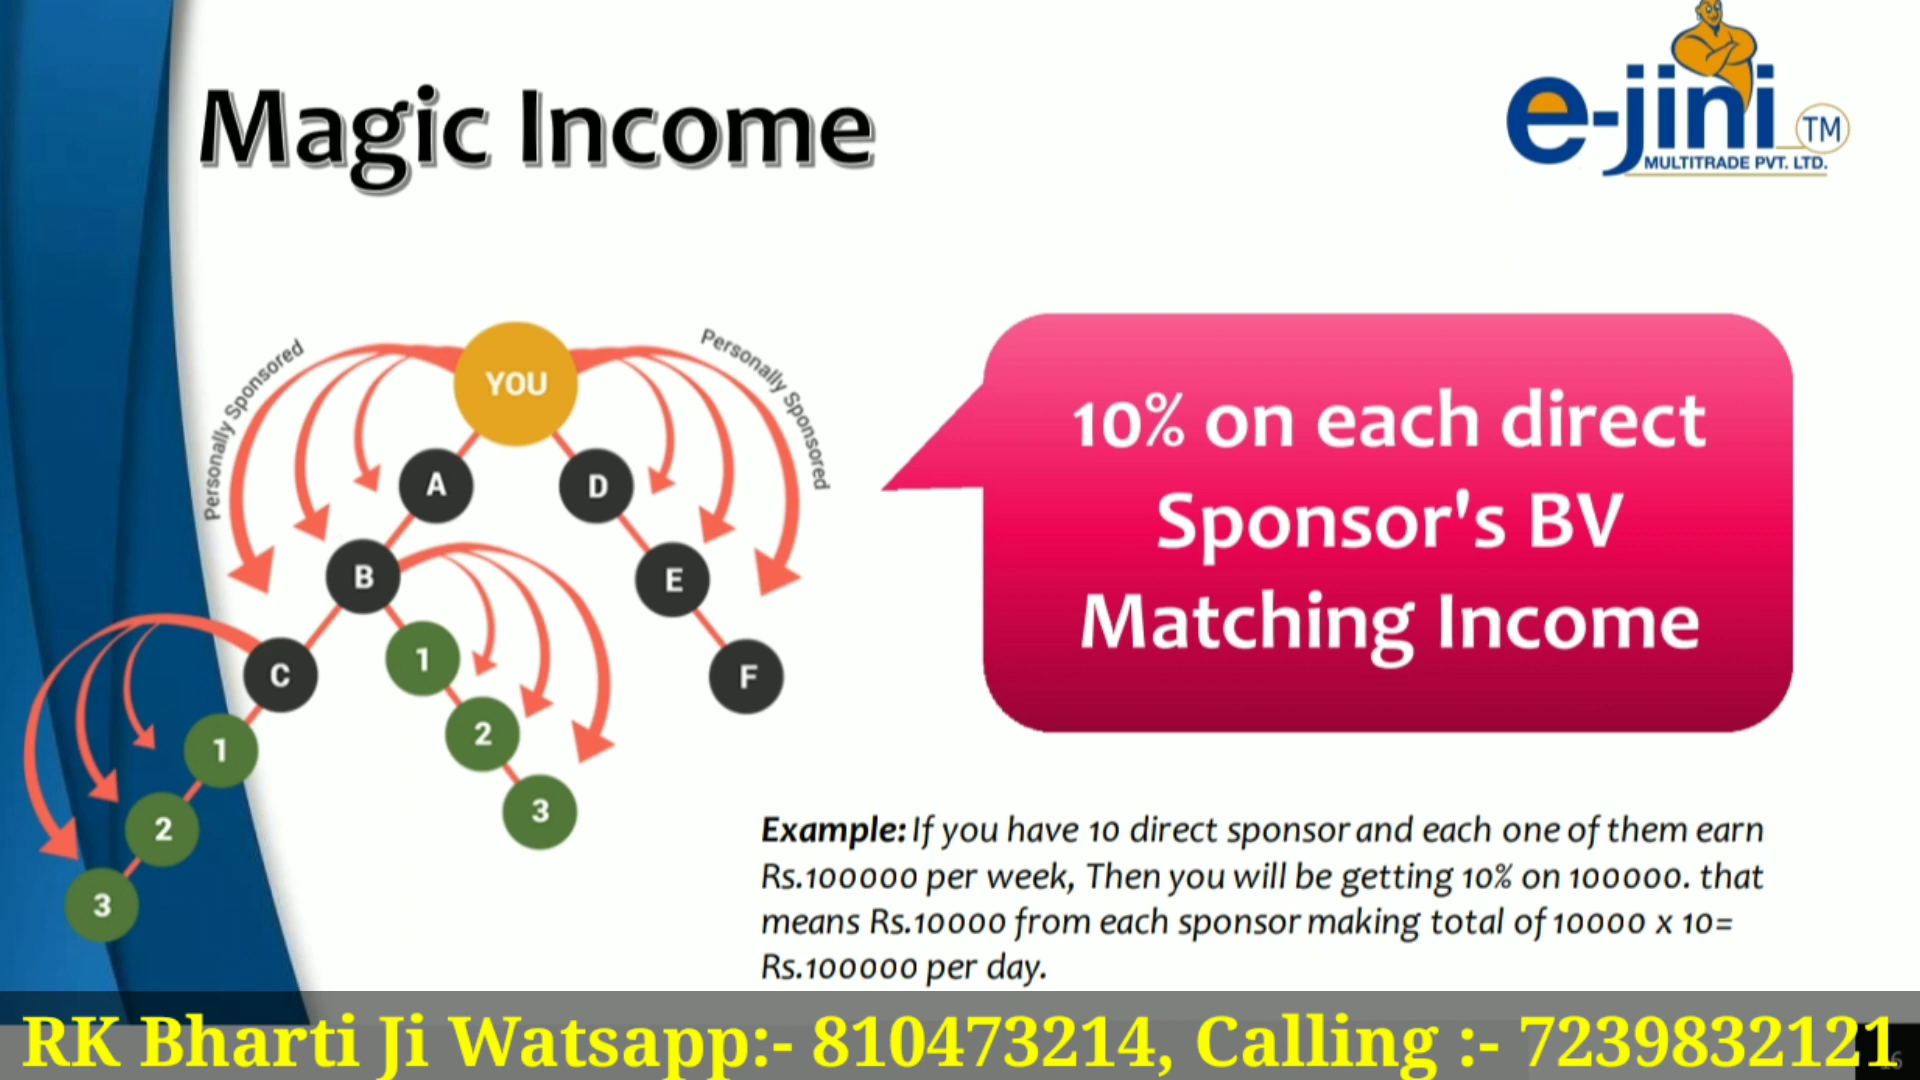 Magic Income
e-jini TM
MULTITRADE PVT. LTD.
Personally Sponsored
Personally Sponsored
YOU
A
D
B
E
C
1
F
1
2
2
3
3
10% on each direct
Sponsor's BV
Matching Income
Example: If you have 10 direct sponsor and each one of them earn
Rs.100000 per week, Then you will be getting 10% on 100000. that
means Rs.10000 from each sponsor making total of 10000 x 10=
Rs.100000 per day.
RK Bharti Ji Watsapp:- 810473214, Calling :- 7239832121